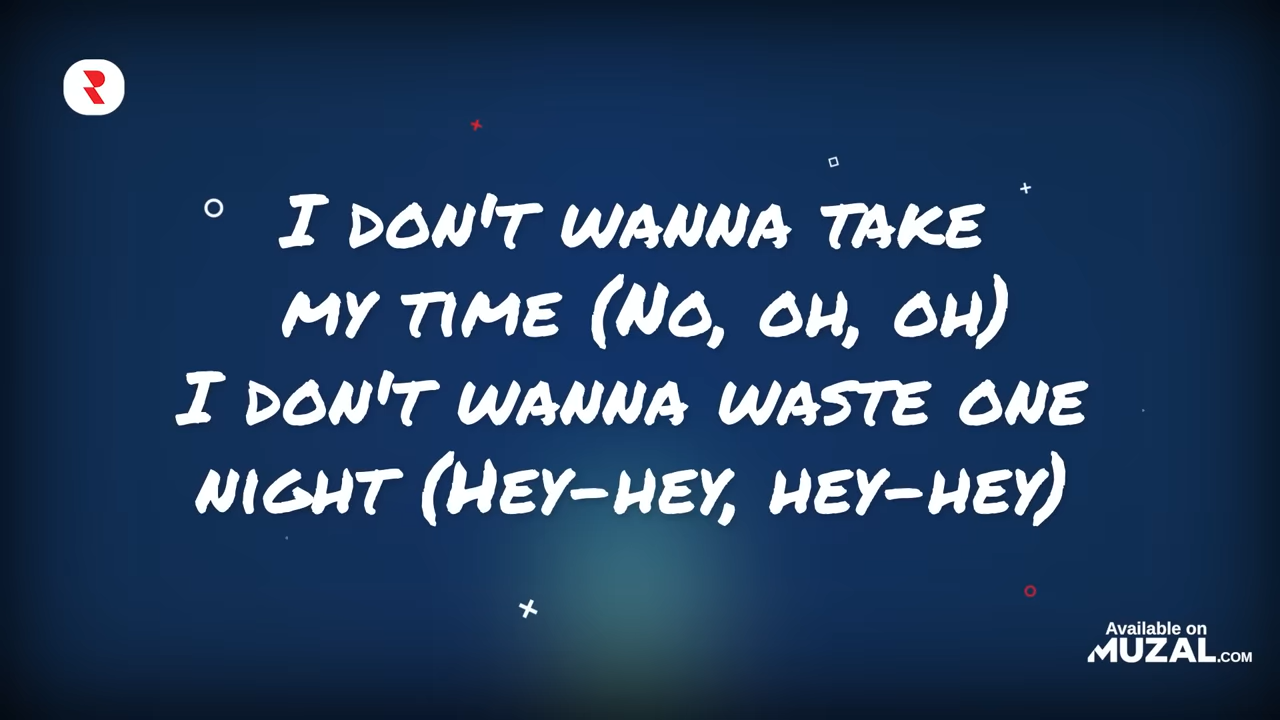 I DON'T WANNA TAKE
MY TIME (NO, OH, OH)
I DON'T WANNA WASTE ONE
NIGHT (HEY-HEY, HEY-HEY)
Available on
MUZAL.COM